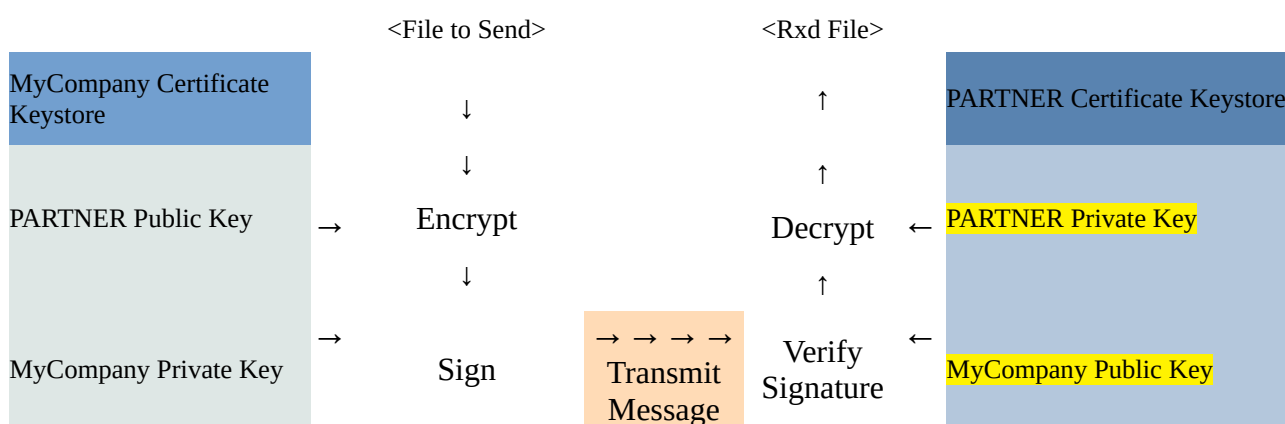 <File to Send>
<Rxd File>
MyCompany Certificate
Keystore
↓
↑
PARTNER Certificate Keystore
↓
↑
PARTNER Public Key
→
Encrypt
Decrypt
←
PARTNER Private Key
↓
↑
MyCompany Private Key
→
Sign
→ → → →
Transmit
Message
Verify
Signature
←
MyCompany Public Key